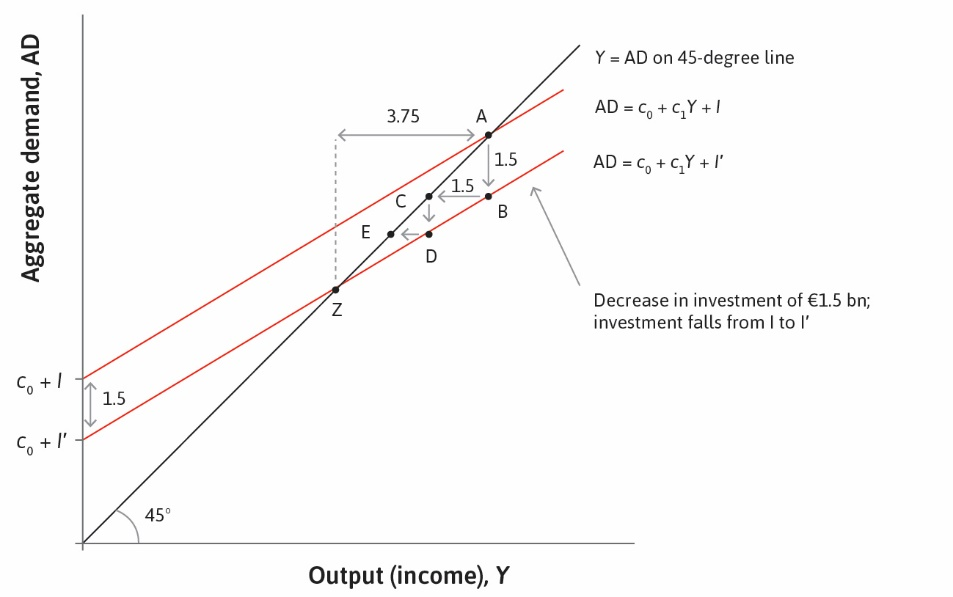 Aggregate demand, AD
Y = AD on 45-degree line
AD = c₀ + c₁Y + I
3.75
A
1.5
AD = c₀ + c₁Y + I′
1.5
C
B
E
D
Z
Decrease in investment of €1.5 bn;
investment falls from I to I′
c₀ + I
1.5
c₀ + I′
45°
Output (income), Y